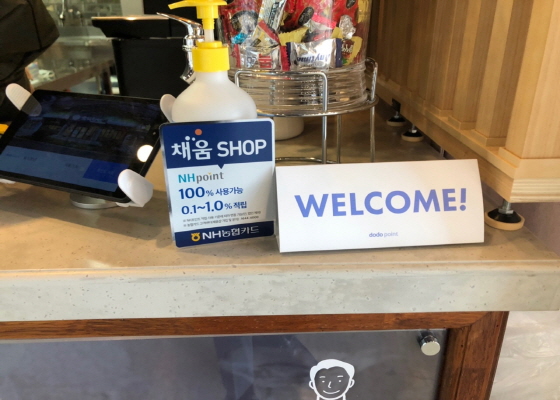 채움 SHOP
NHpoint
100% 사용가능
0.1~1.0% 적립
NH농협카드
WELCOME!
dodo point